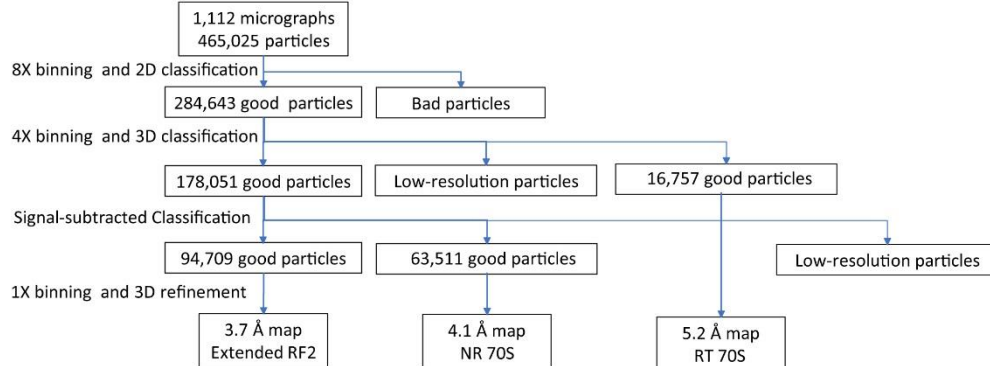 1,112 micrographs
465,025 particles
8X binning and 2D classification
284,643 good particles
Bad particles
4X binning and 3D classification
178,051 good particles
Low-resolution particles
16,757 good particles
Signal-subtracted Classification
94,709 good particles
63,511 good particles
Low-resolution particles
1X binning and 3D refinement
3.7 Å map
Extended RF2
4.1 Å map
NR 70S
5.2 Å map
RT 70S